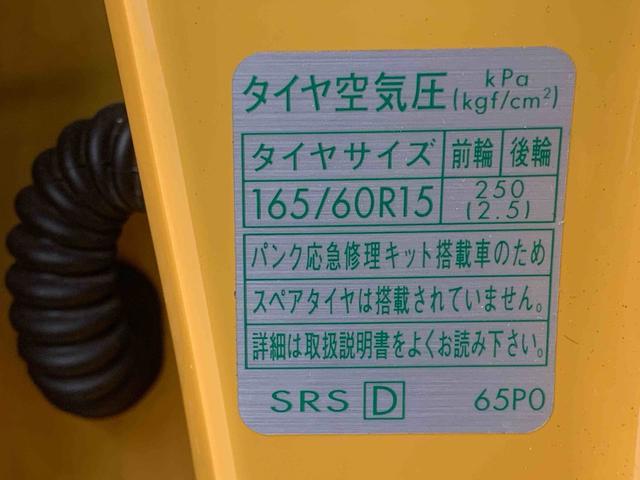 タイヤ空気圧 kPa (kgf/cm²)
タイヤサイズ 前輪 後輪
165/60R15 250 (2.5)
パンク応急修理キット搭載車のため
スペアタイヤは搭載されていません。
詳細は取扱説明書をよくお読み下さい。
SRS D 65P0